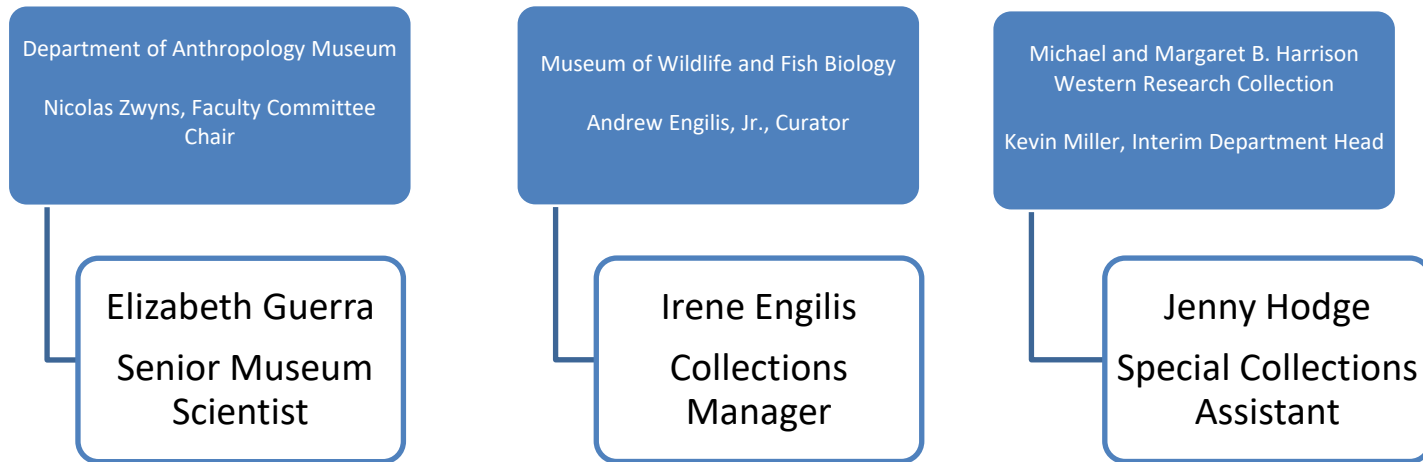 Department of Anthropology Museum
Nicolas Zwyns, Faculty Committee
Chair
Elizabeth Guerra
Senior Museum
Scientist
Museum of Wildlife and Fish Biology
Andrew Engilis, Jr., Curator
Irene Engilis
Collections
Manager
Michael and Margaret B. Harrison
Western Research Collection
Kevin Miller, Interim Department Head
Jenny Hodge
Special Collections
Assistant